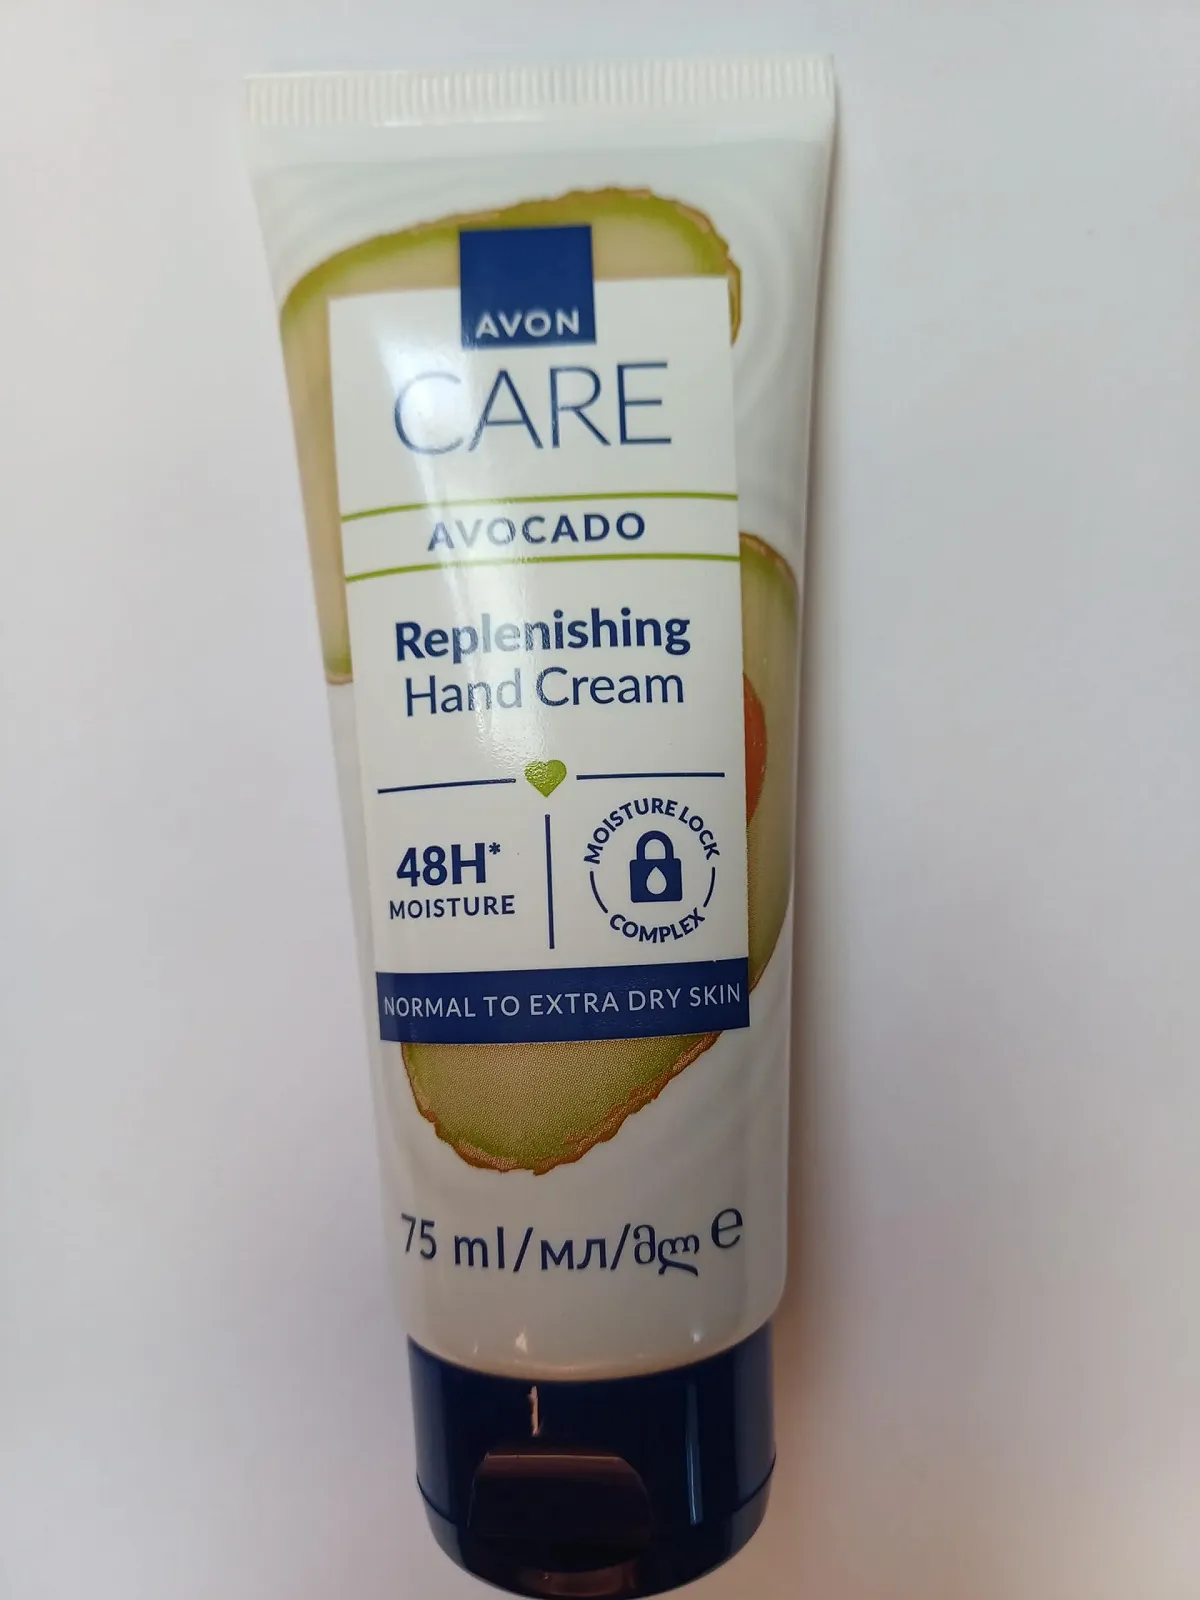 AVON
CARE
AVOCADO
Replenishing
Hand Cream
48H*
MOISTURE
MOISTURE LOCK
COMPLEX
NORMAL TO EXTRA DRY SKIN
75 ml/мл/მლ ℮